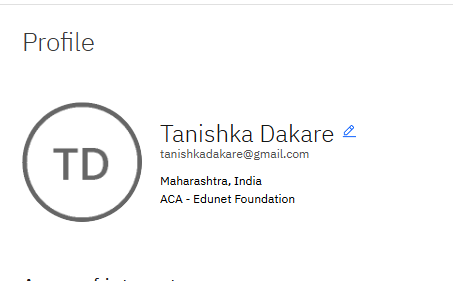 Profile
TD
Tanishka Dakare
tanishkadakare@gmail.com
Maharashtra, India
ACA - Edunet Foundation